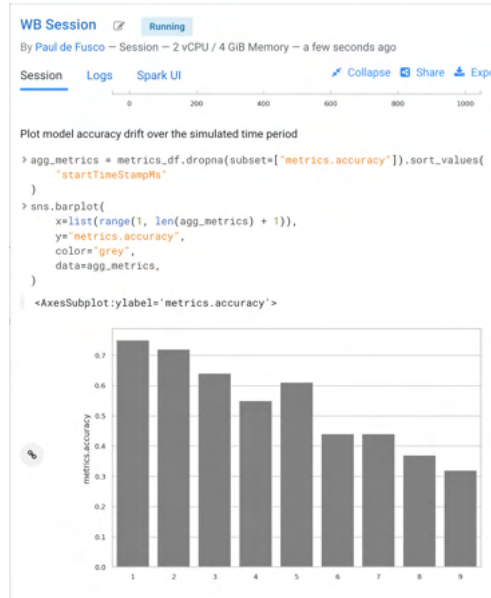 WB Session Running
By Paul de Fusco — Session — 2 vCPU / 4 GiB Memory — a few seconds ago
Session Logs Spark UI Collapse Share Expo
0 200 400 600 800 1000
Plot model accuracy drift over the simulated time period
> agg_metrics = metrics_df.dropna(subset=["metrics.accuracy"]).sort_values(
"startTimeStampMs"
)
> sns.barplot(
x=list(range(1, len(agg_metrics) + 1)),
y="metrics.accuracy",
color="grey",
data=agg_metrics,
)
<AxesSubplot:ylabel='metrics.accuracy'>
metrics.accuracy
0.7
0.6
0.5
0.4
0.3
0.2
0.1
0.0
1 2 3 4 5 6 7 8 9